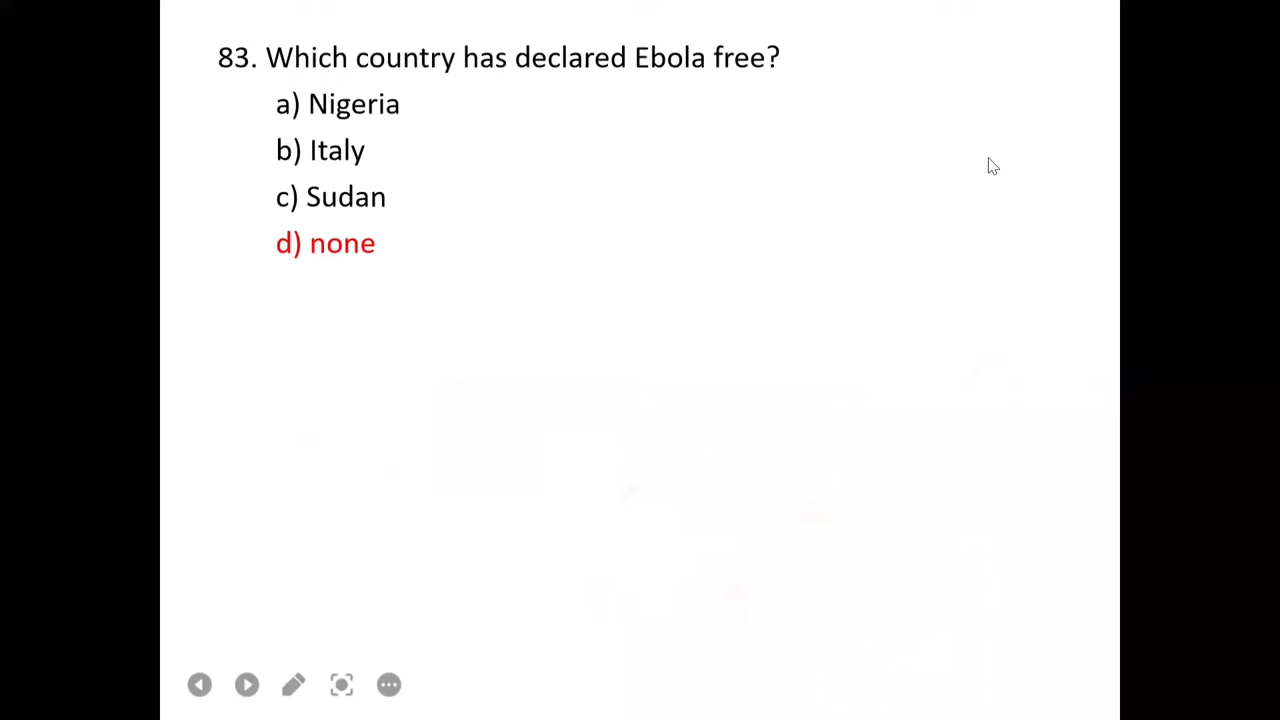 83. Which country has declared Ebola free?
a) Nigeria
b) Italy
c) Sudan
d) none